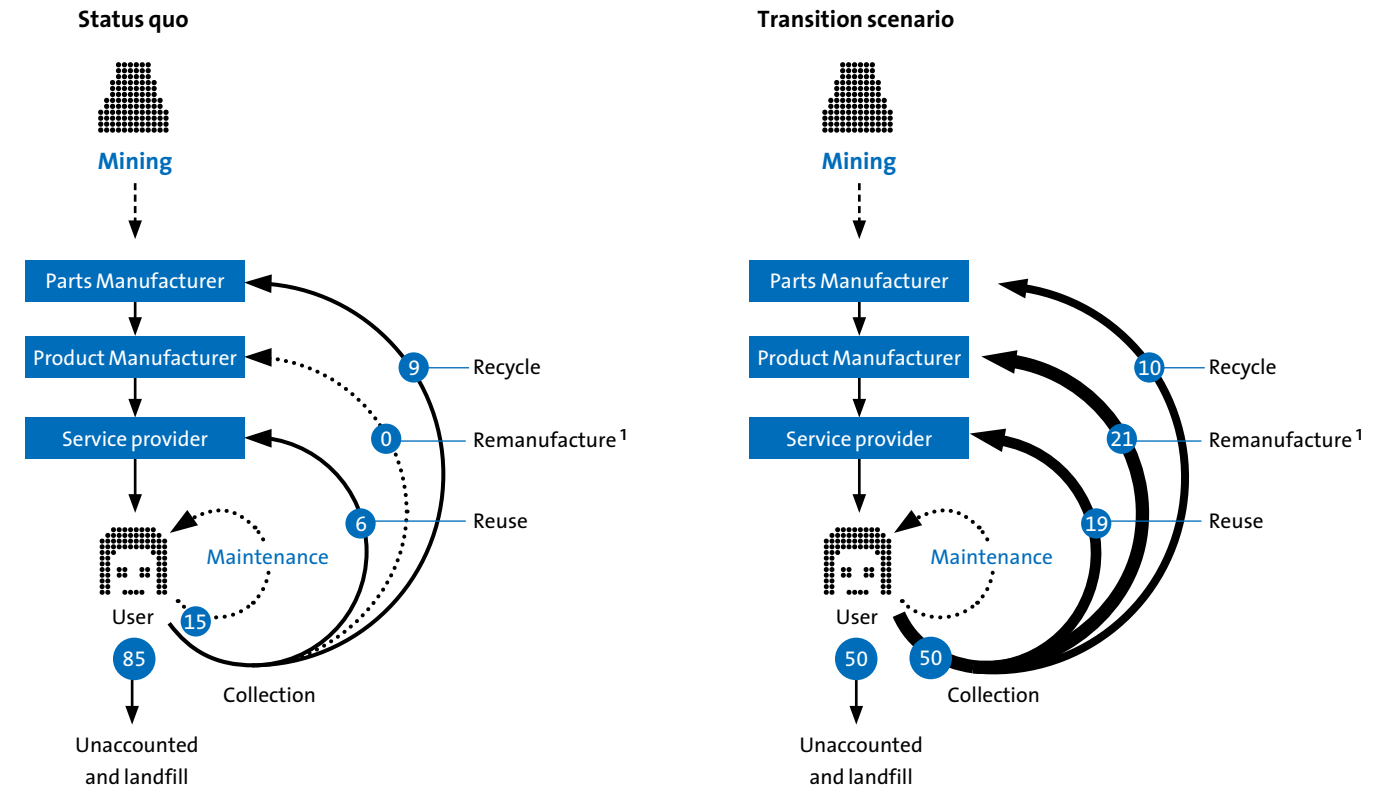 Status quo
Mining
Parts Manufacturer
Product Manufacturer
Service provider
9
Recycle
0
Remanufacture 1
6
Reuse
Maintenance
User
15
85
Collection
Unaccounted
and landfill
Transition scenario
Mining
Parts Manufacturer
Product Manufacturer
Service provider
10
Recycle
21
Remanufacture 1
19
Reuse
Maintenance
User
50
50
Collection
Unaccounted
and landfill